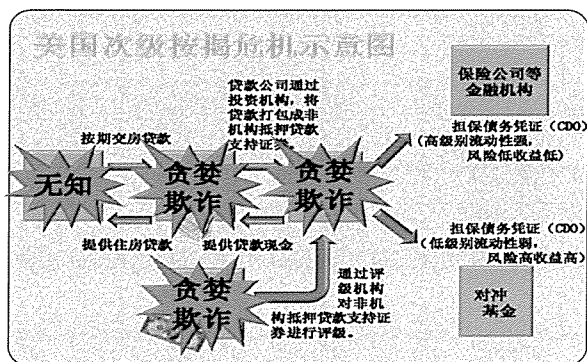 美国次级按揭危机示意图
保险公司等
金融机构
贷款公司通过
投资机构，将
贷款打包成非
机构抵押贷款
支持证券。
按期交房贷款
担保债务凭证（CDO）
（高级别流动性强，
风险低收益低）
无知
贪婪
欺诈
贪婪
欺诈
提供住房贷款
提供贷款现金
担保债务凭证（CDO）
（低级别流动性弱，
风险高收益高）
贪婪
欺诈
通过评
级机构
对非机
构抵押贷款支持证
券进行评级。
对冲
基金